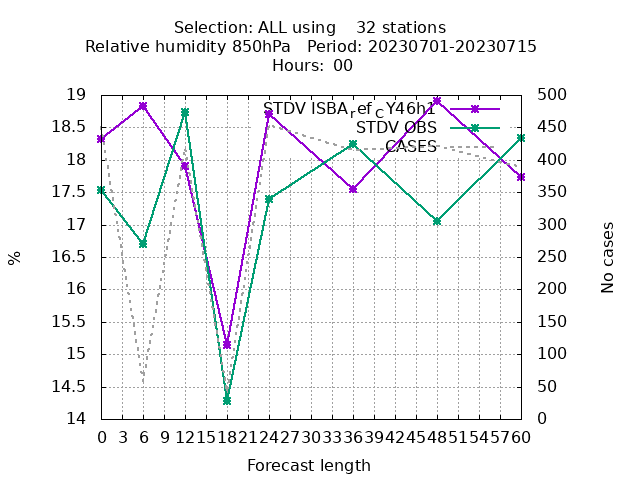 Selection: ALL using    32 stations
Relative humidity 850hPa   Period: 20230701-20230715
Hours: 00
STDV ISBA_ref_CY46h1
STDV OBS
CASES
%
No cases
19
18.5
18
17.5
17
16.5
16
15.5
15
14.5
14
500
450
400
350
300
250
200
150
100
50
0
0 3 6 9 12 15 18 21 24 27 30 33 36 39 42 45 48 51 54 57 60
Forecast length